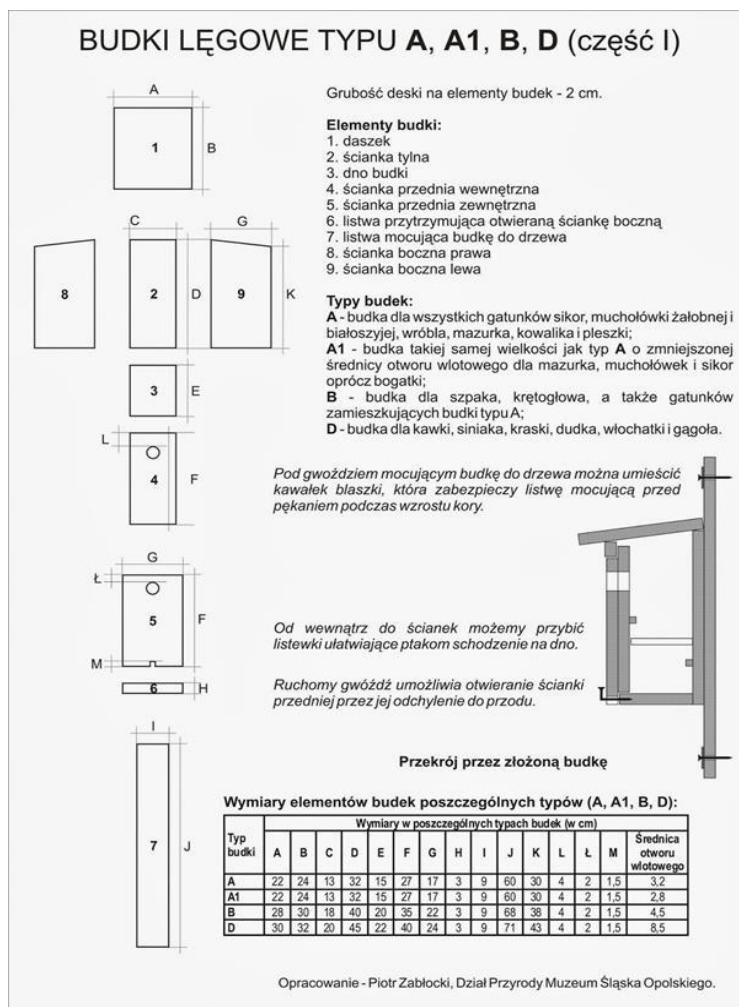 BUDKI LĘGOWE TYPU A, A1, B, D (część I)
A
1
B
Grubość deski na elementy budek - 2 cm.
Elementy budki:
1. daszek
2. ścianka tylna
3. dno budki
4. ścianka przednia wewnętrzna
5. ścianka przednia zewnętrzna
6. listwa przytrzymująca otwieraną ściankę boczną
7. listwa mocująca budkę do drzewa
8. ścianka boczna prawa
9. ścianka boczna lewa
C
G
8
2
D
9
K
Typy budek:
A - budka dla wszystkich gatunków sikor, muchołówki żałobnej i
białoszyjej, wróbla, mazurka, kowalika i pleszki;
A1 - budka takiej samej wielkości jak typ A o zmniejszonej
średnicy otworu wlotowego dla mazurka, muchołówek i sikor
oprócz bogatki;
B - budka dla szpaka, krętogłowa, a także gatunków
zamieszkujących budki typu A;
D - budka dla kawki, siniaka, kraski, dudka, włochatki i gągoła.
3
E
L
4
F
Pod gwoździem mocującym budkę do drzewa można umieścić
kawałek blaszki, która zabezpieczy listwę mocującą przed
pękaniem podczas wzrostu kory.
G
Ł
5
F
M
6
H
Od wewnątrz do ścianek możemy przybić
listewki ułatwiające ptakom schodzenie na dno.
Ruchomy gwóźdź umożliwia otwieranie ścianki
przedniej przez jej odchylenie do przodu.
I
7
J
Przekrój przez złożoną budkę
Wymiary elementów budek poszczególnych typów (A, A1, B, D):
Typ budki
Wymiary w poszczególnych typach budek (w cm)
A B C D E F G H I J K L Ł M Średnica otworu wlotowego
A 22 24 13 32 15 27 17 3 9 60 30 4 2 1,5 3,2
A1 22 24 13 32 15 27 17 3 9 60 30 4 2 1,5 2,8
B 28 30 18 40 20 35 22 3 9 68 38 4 2 1,5 4,5
D 30 32 20 45 22 40 24 3 9 71 43 4 2 1,5 8,5
Opracowanie - Piotr Zabłocki, Dział Przyrody Muzeum Śląska Opolskiego.